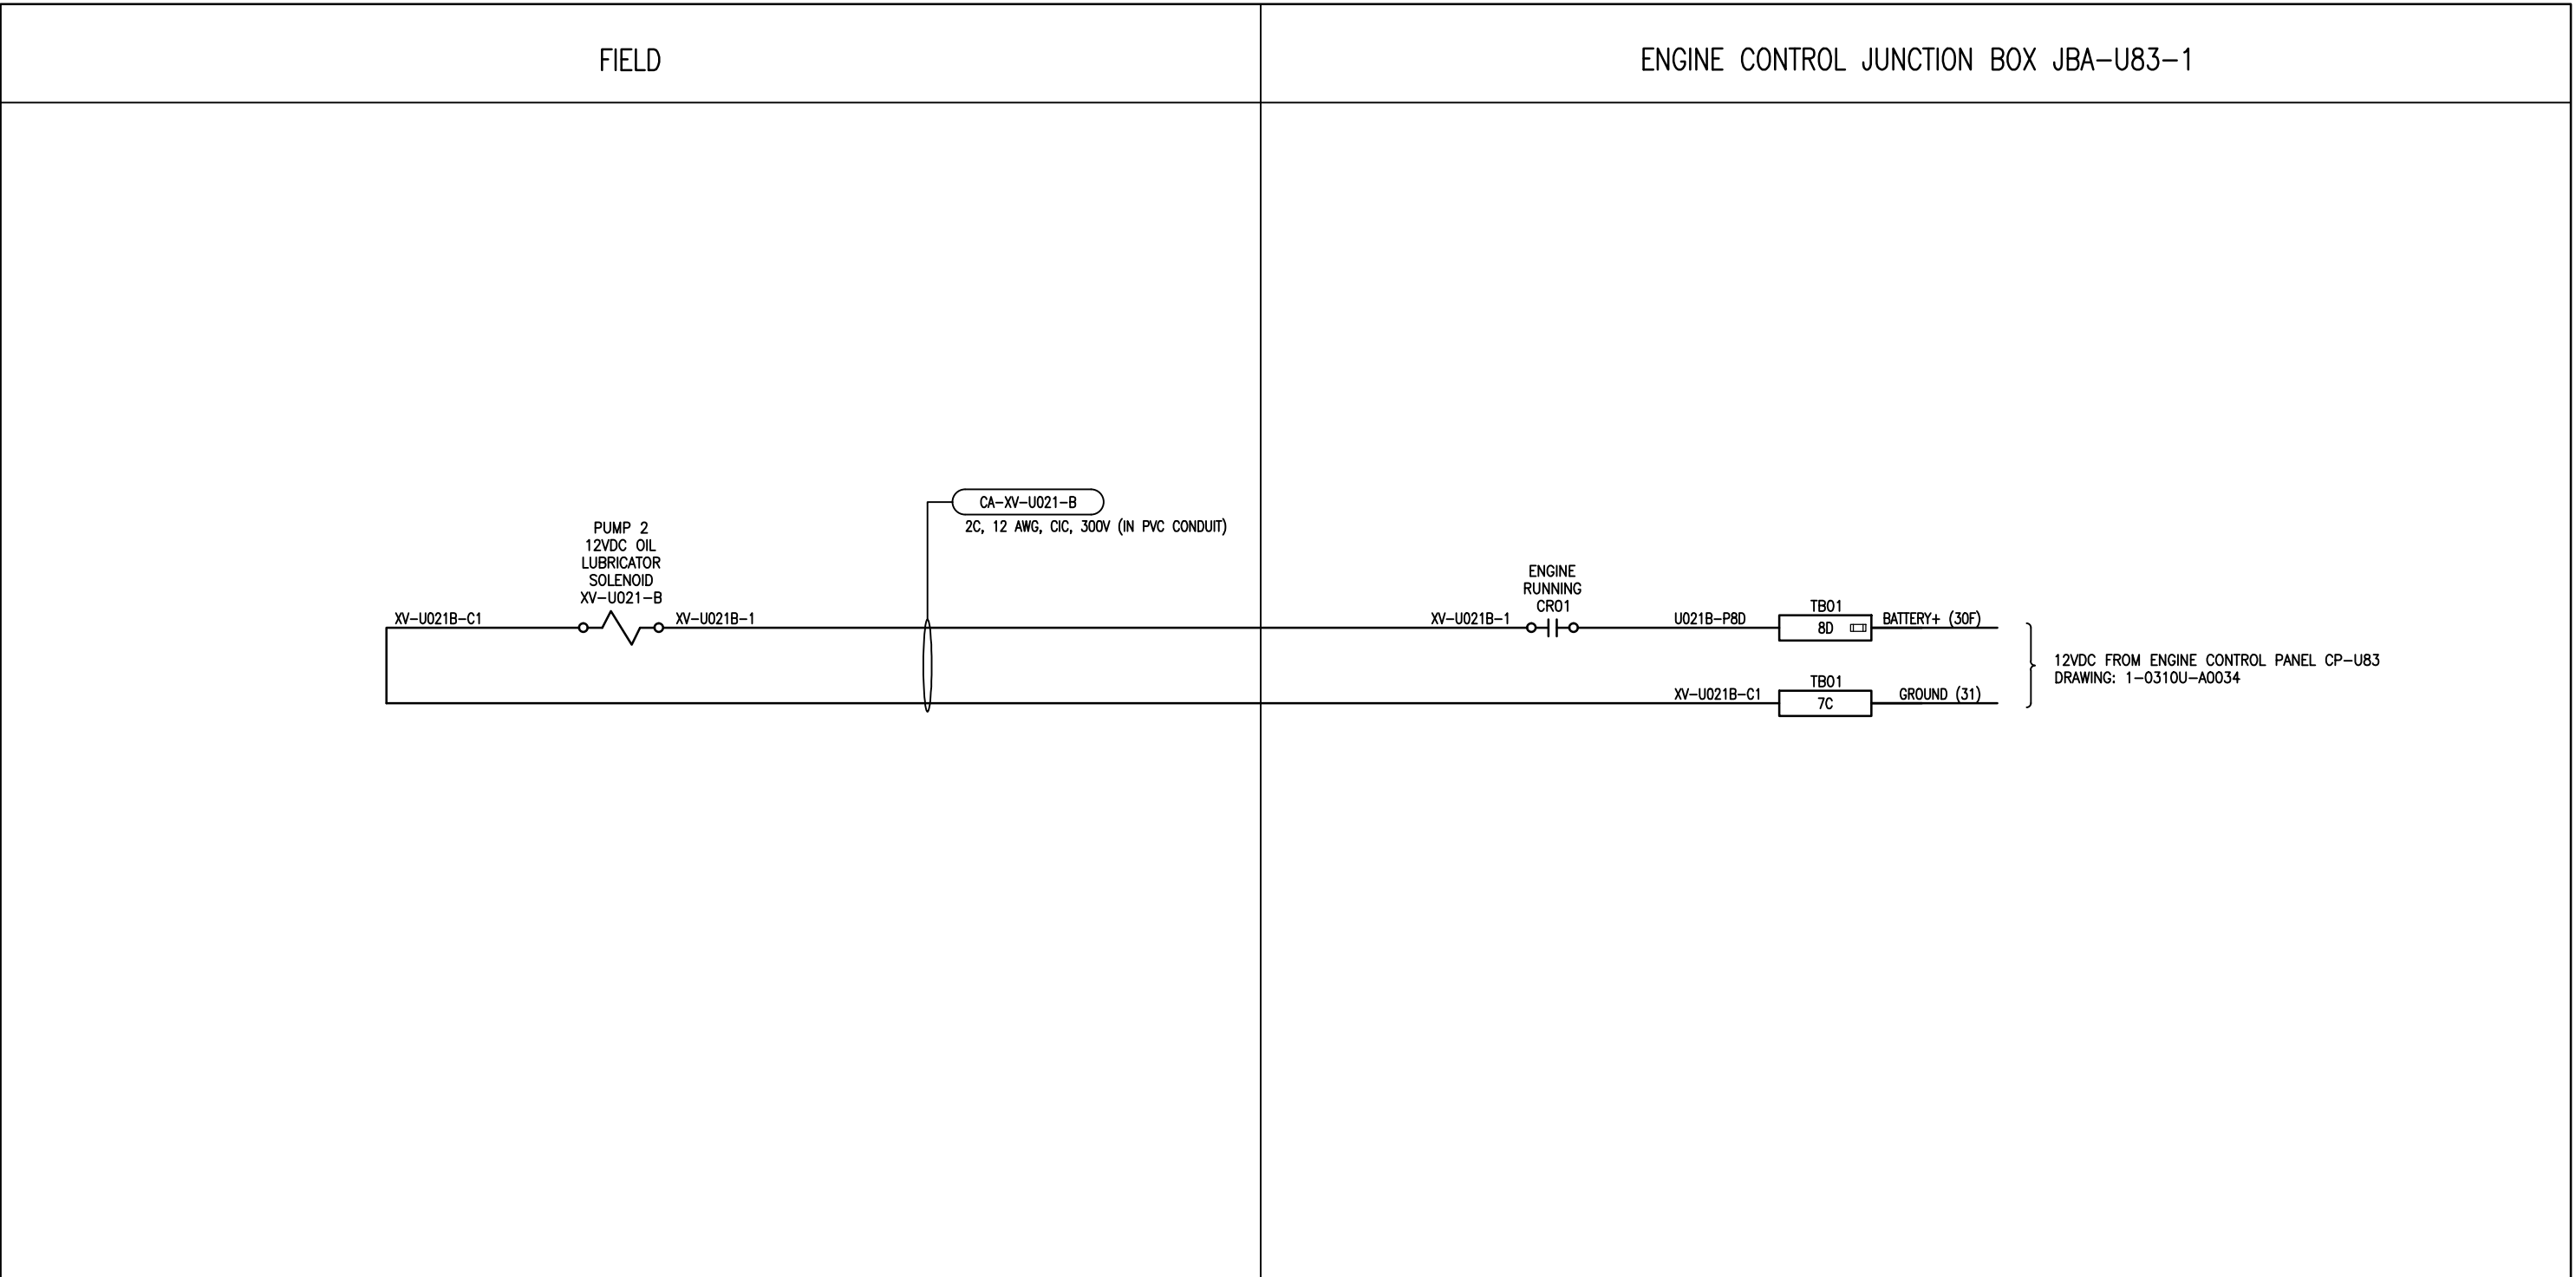 FIELD
ENGINE CONTROL JUNCTION BOX JBA-U83-1
CA-XV-U021-B
2C, 12 AWG, CIC, 300V (IN PVC CONDUIT)
PUMP 2
12VDC OIL
LUBRICATOR
SOLENOID
XV-U021-B
XV-U021B-C1
XV-U021B-1
XV-U021B-1
ENGINE
RUNNING
CR01
U021B-P8D
TB01
8D
BATTERY+ (30F)
XV-U021B-C1
TB01
7C
GROUND (31)
12VDC FROM ENGINE CONTROL PANEL CP-U83
DRAWING: 1-0310U-A0034